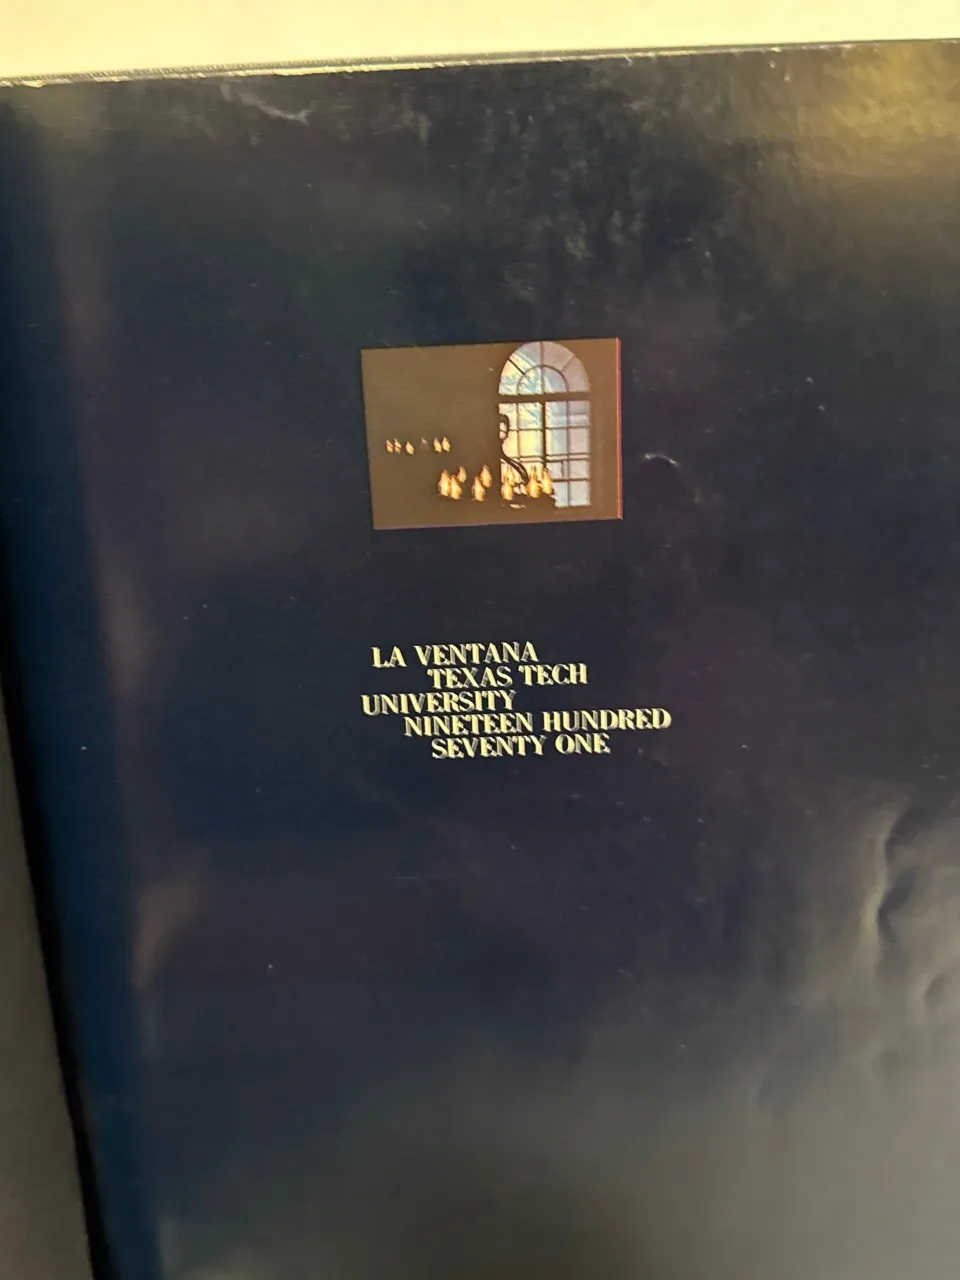 LA VENTANA
TEXAS TECH
UNIVERSITY
NINETEEN HUNDRED
SEVENTY ONE